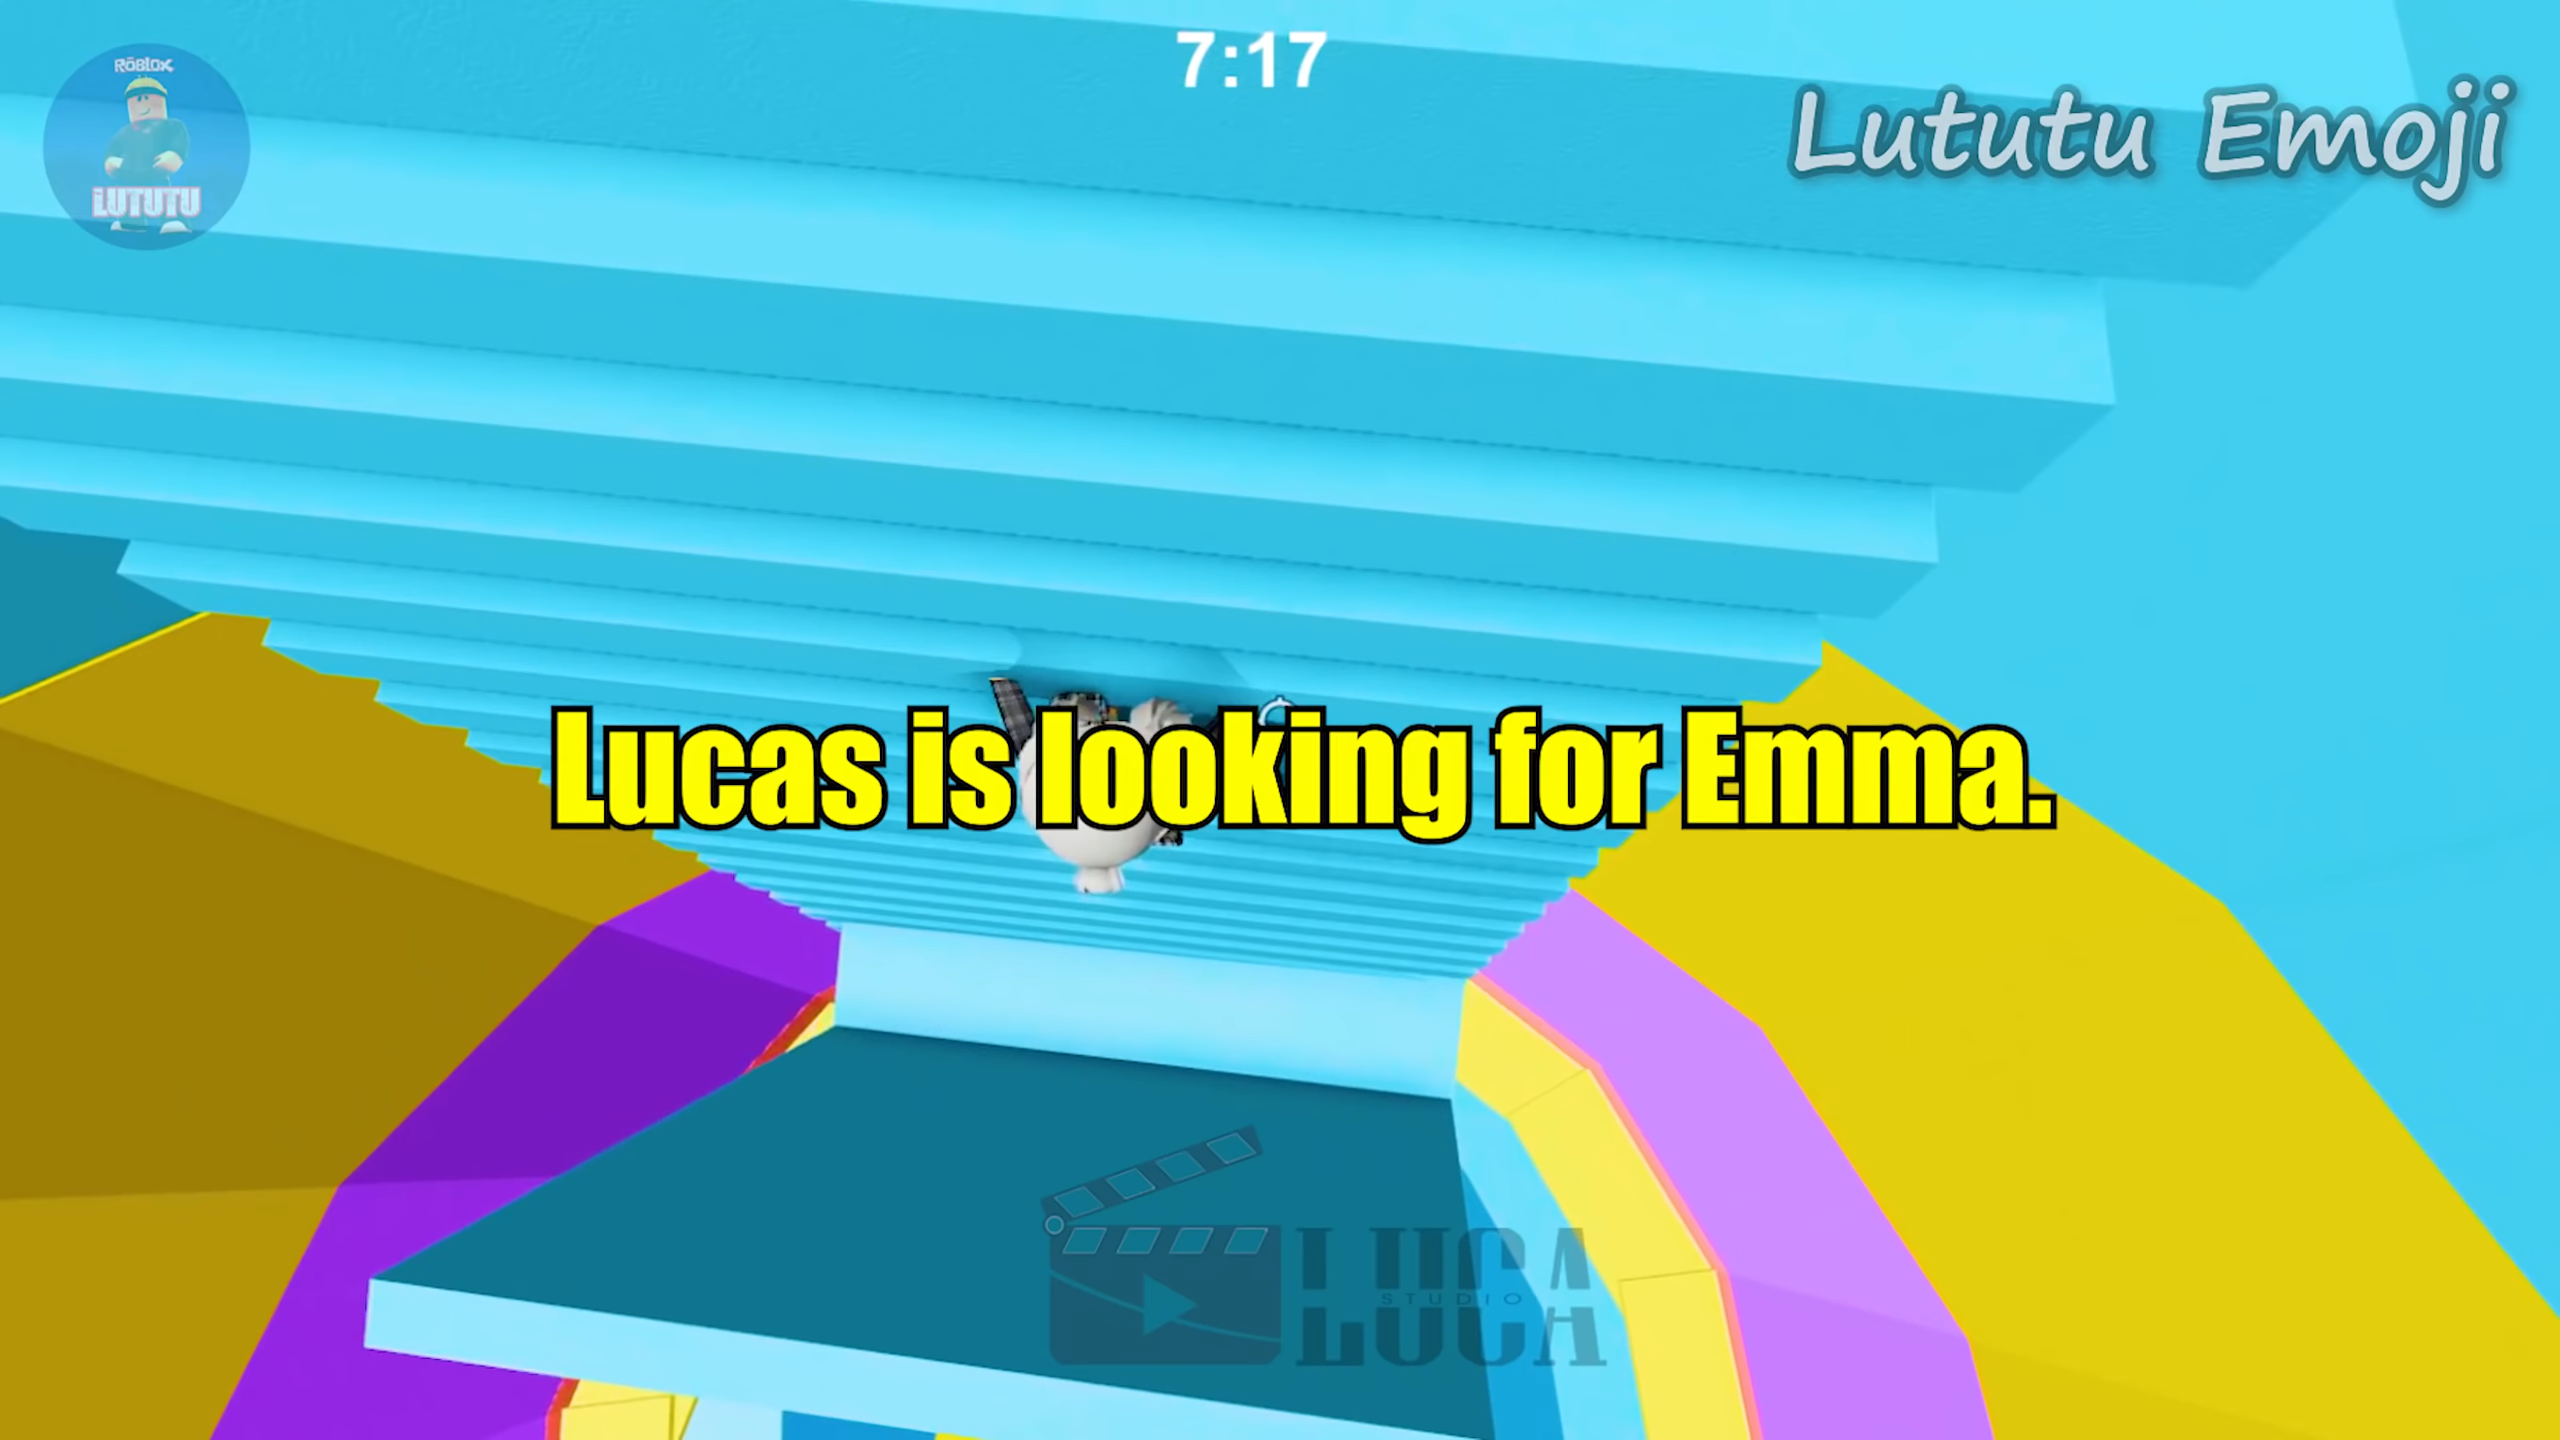 7:17
ROBLOX
LUTUTU
Lututu Emoji
Lucas is looking for Emma.
LUCA
STUDIO
LUCA